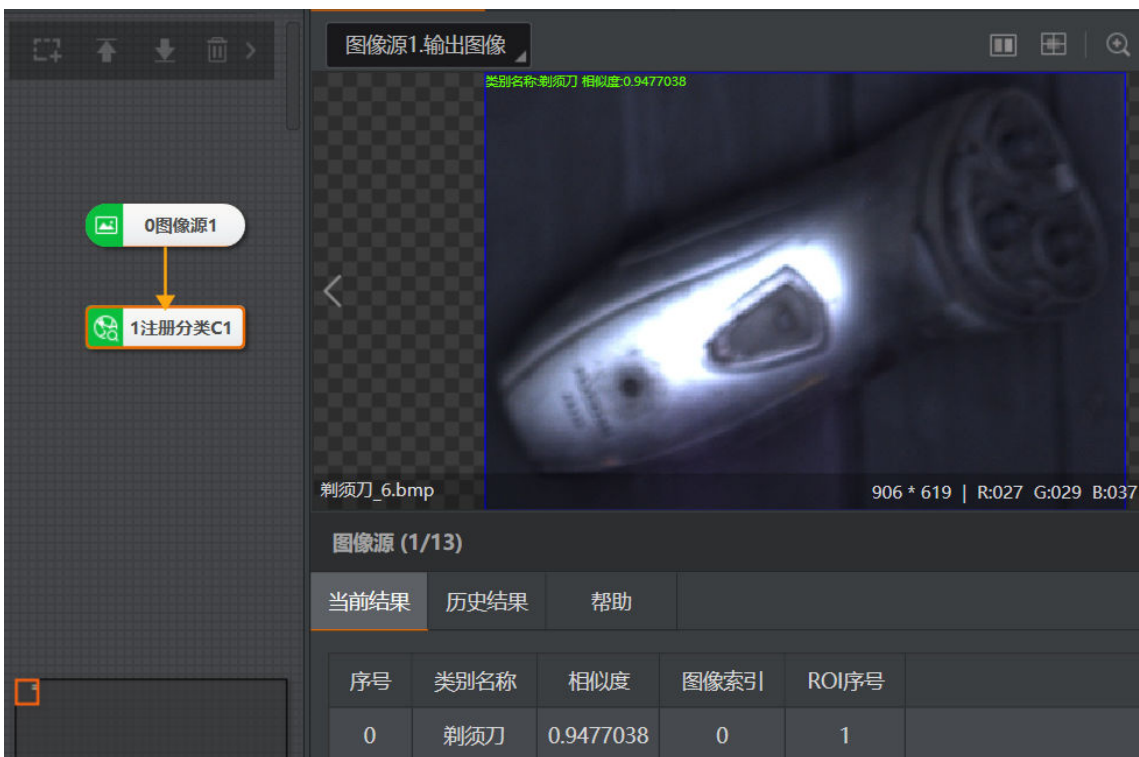 图像源1.输出图像
类别名称:剃须刀 相似度:0.9477038
0图像源1
1注册分类C1
剃须刀_6.bmp
906 * 619 | R:027 G:029 B:037
图像源 (1/13)
当前结果 历史结果 帮助
序号 类别名称 相似度 图像索引 ROI序号
0 剃须刀 0.9477038 0 1